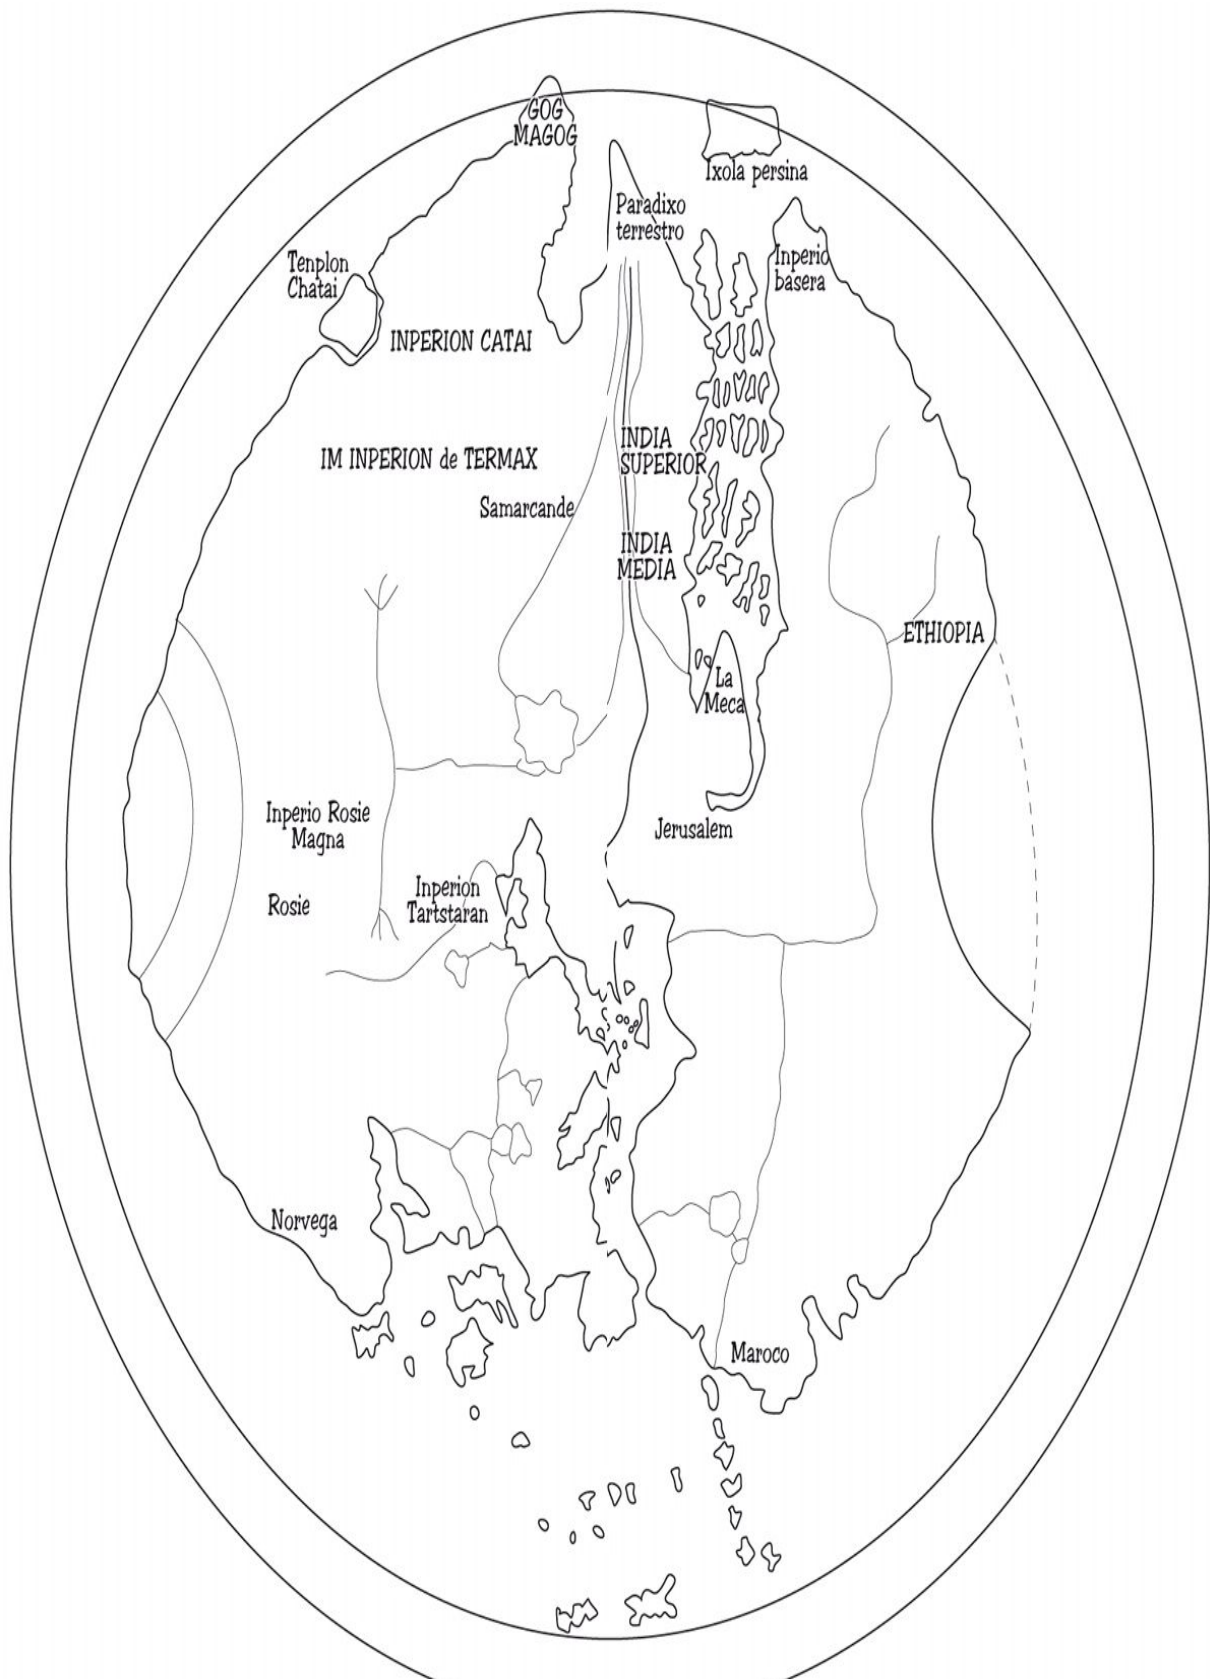 GOG
MAGOG
Ixola persina
Paradixo
terrestro
Tenplon
Chatai
Inperio
basera
INPERION CATAI
IM INPERION de TERMAX
INDIA
SUPERIOR
Samarcande
INDIA
MEDIA
ETHIOPIA
La
Meca
Inperio Rosie
Magna
Jerusalem
Rosie
Inperion
Tartstaran
Norvega
Maroco